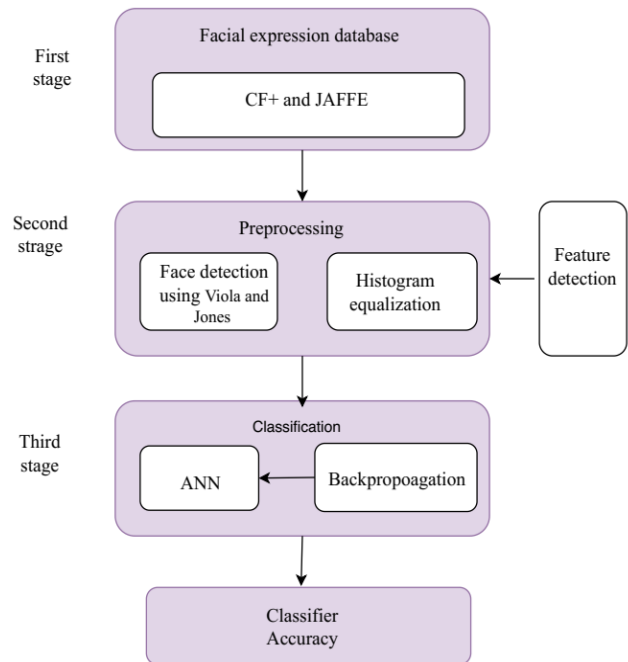 First
stage
Facial expression database
CF+ and JAFFE
Second
strage
Preprocessing
Face detection
using Viola and
Jones
Histogram
equalization
Feature
detection
Third
stage
Classification
ANN
Backpropoagation
Classifier
Accuracy